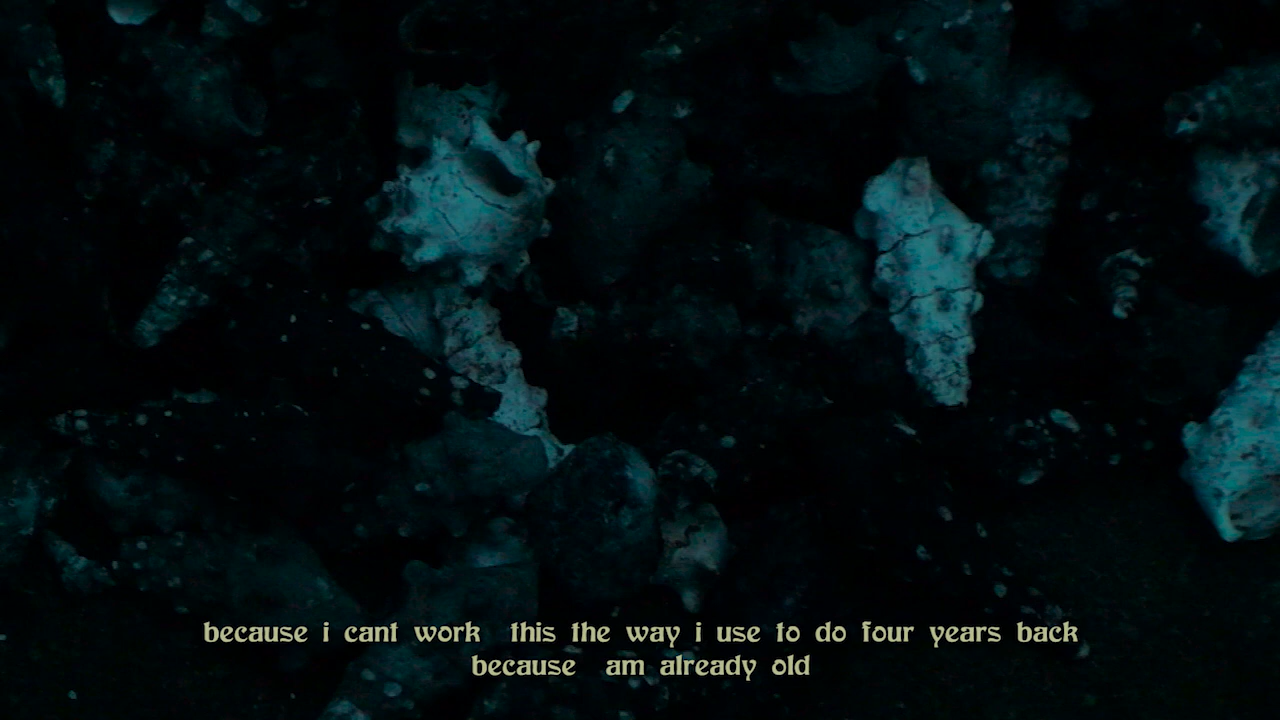 because i cant work  this the way i use to do four years back
because  am already old